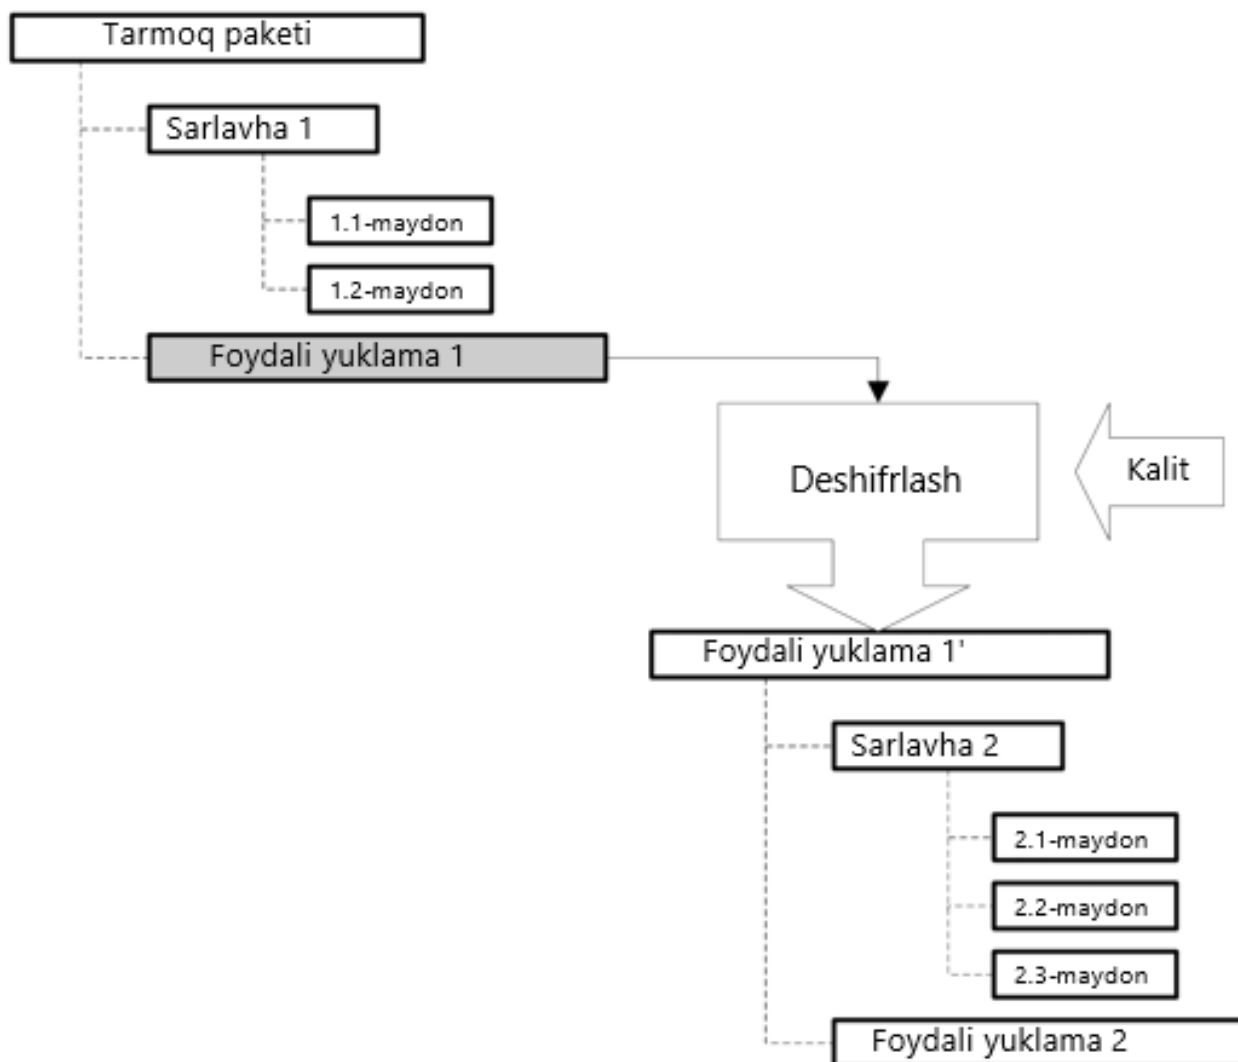 Tarmoq paketi
Sarlavha 1
1.1-maydon
1.2-maydon
Foydali yuklama 1
Deshifrlash
Kalit
Foydali yuklama 1'
Sarlavha 2
2.1-maydon
2.2-maydon
2.3-maydon
Foydali yuklama 2